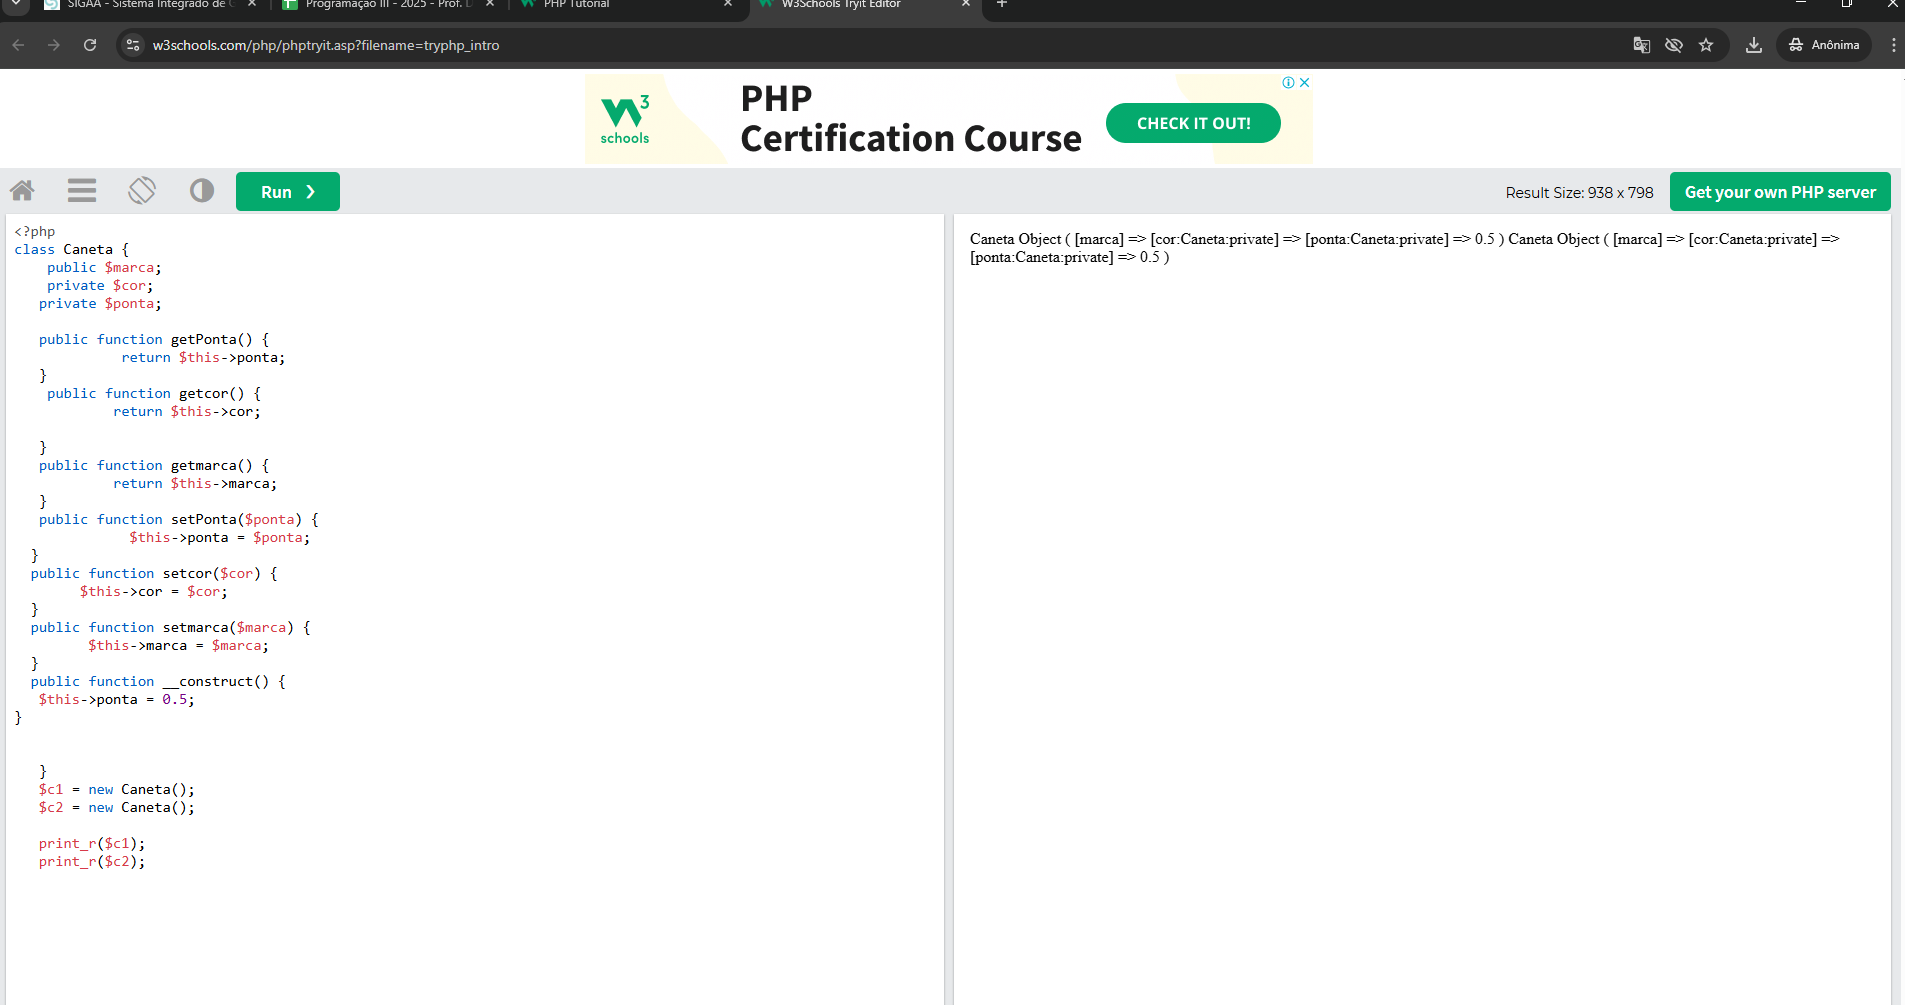 SIGAA - Sistema Integrado de G
Programação III - 2025 - Prof. D
PHP Tutorial
W3Schools Tryit Editor
w3schools.com/php/phptryit.asp?filename=tryphp_intro
Anônima
W3
schools
PHP
Certification Course
CHECK IT OUT!
Run ❯
Result Size: 938 x 798
Get your own PHP server
<?php
class Caneta {
    public $marca;
    private $cor;
   private $ponta;
   public function getPonta() {
             return $this->ponta;
   }
    public function getcor() {
            return $this->cor;
   }
   public function getmarca() {
            return $this->marca;
   }
   public function setPonta($ponta) {
              $this->ponta = $ponta;
  }
  public function setcor($cor) {
        $this->cor = $cor;
  }
  public function setmarca($marca) {
         $this->marca = $marca;
  }
  public function __construct() {
   $this->ponta = 0.5;
}
   }
   $c1 = new Caneta();
   $c2 = new Caneta();
   print_r($c1);
   print_r($c2);
Caneta Object ( [marca] => [cor:Caneta:private] => [ponta:Caneta:private] => 0.5 ) Caneta Object ( [marca] => [cor:Caneta:private] =>
[ponta:Caneta:private] => 0.5 )